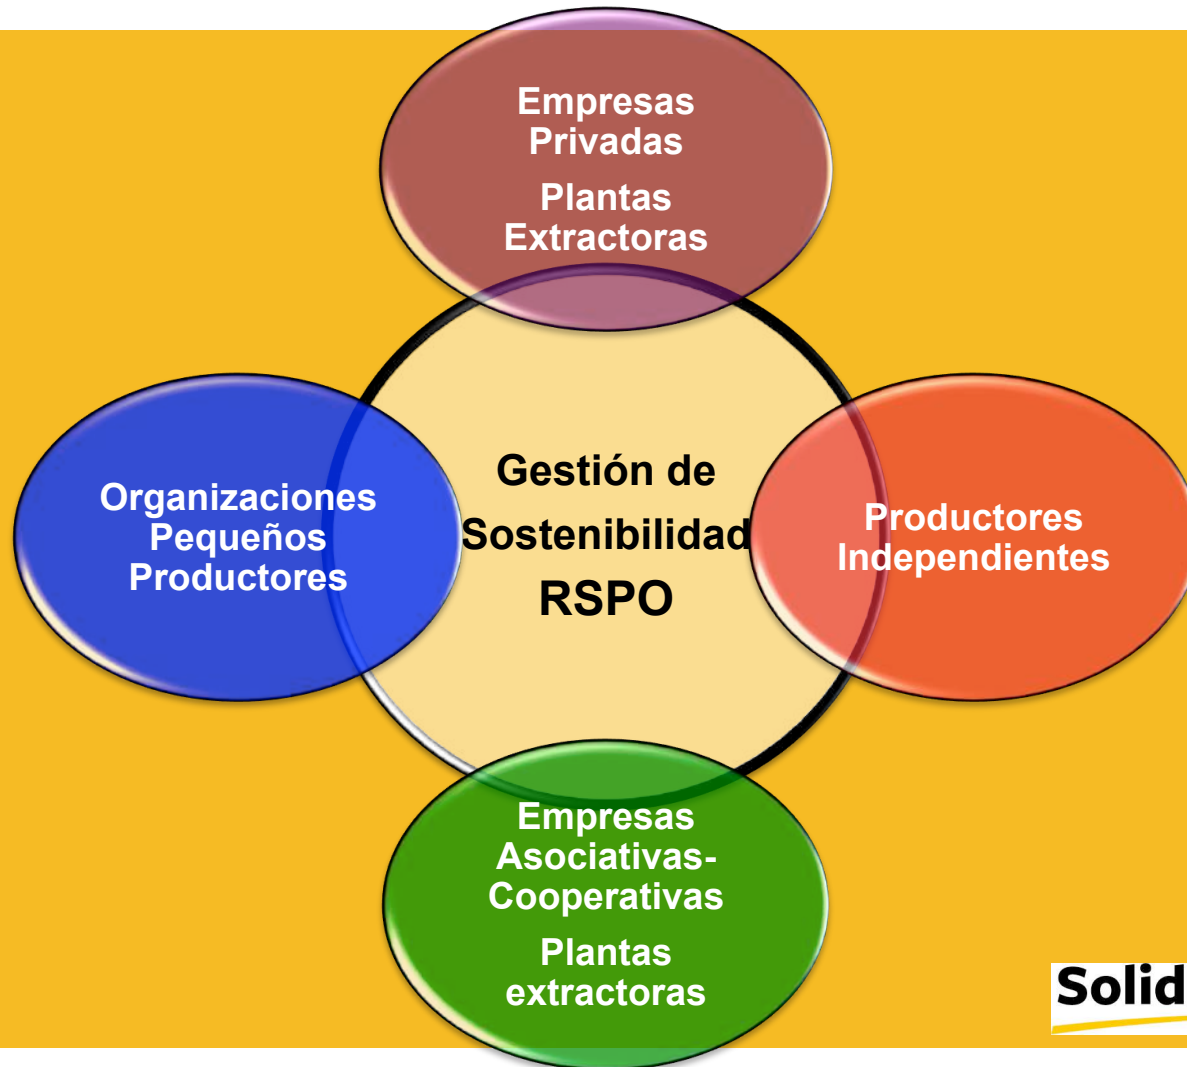 Empresas
Privadas
Plantas
Extractoras
Organizaciones
Pequeños
Productores
Gestión de
Sostenibilidad
RSPO
Productores
Independientes
Empresas
Asociativas-
Cooperativas
Plantas
extractoras
Solid